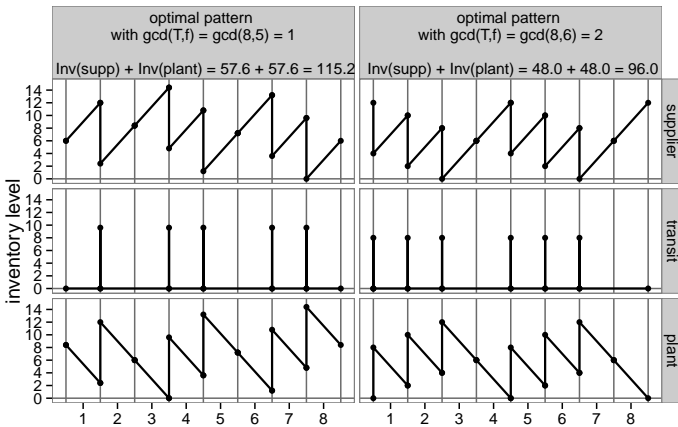 optimal pattern
with gcd(T,f) = gcd(8,5) = 1
Inv(supp) + Inv(plant) = 57.6 + 57.6 = 115.2
optimal pattern
with gcd(T,f) = gcd(8,6) = 2
Inv(supp) + Inv(plant) = 48.0 + 48.0 = 96.0
inventory level
14
12
10
8
6
4
2
0
supplier
14
12
10
8
6
4
2
0
transit
14
12
10
8
6
4
2
0
plant
1 2 3 4 5 6 7 8
1 2 3 4 5 6 7 8